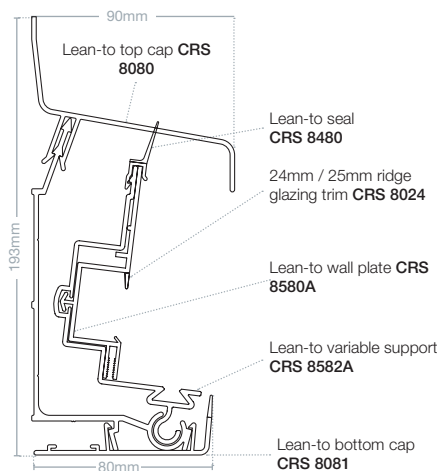 90mm
Lean-to top cap CRS
8080
Lean-to seal
CRS 8480
24mm / 25mm ridge
glazing trim CRS 8024
193mm
Lean-to wall plate CRS
8580A
Lean-to variable support
CRS 8582A
Lean-to bottom cap
CRS 8081
80mm